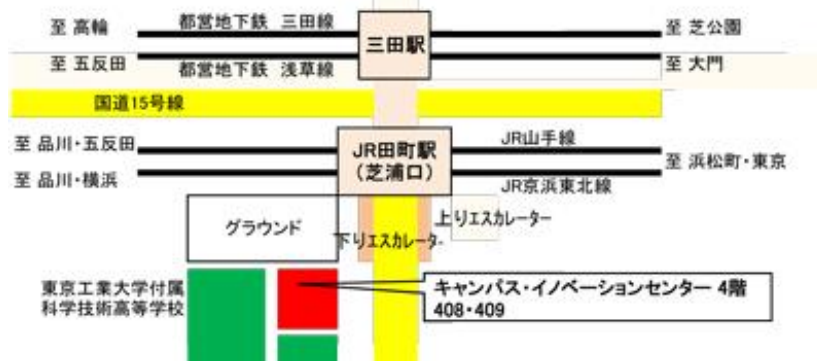 至 高輪
都営地下鉄 三田線
三田駅
至 芝公園
至 五反田
都営地下鉄 浅草線
至 大門
国道15号線
至 品川・五反田
JR田町駅
(芝浦口)
JR山手線
至 浜松町・東京
至 品川・横浜
JR京浜東北線
グラウンド
下りエスカレーター
上りエスカレーター
東京工業大学付属
科学技術高等学校
キャンパス・イノベーションセンター 4階
408・409